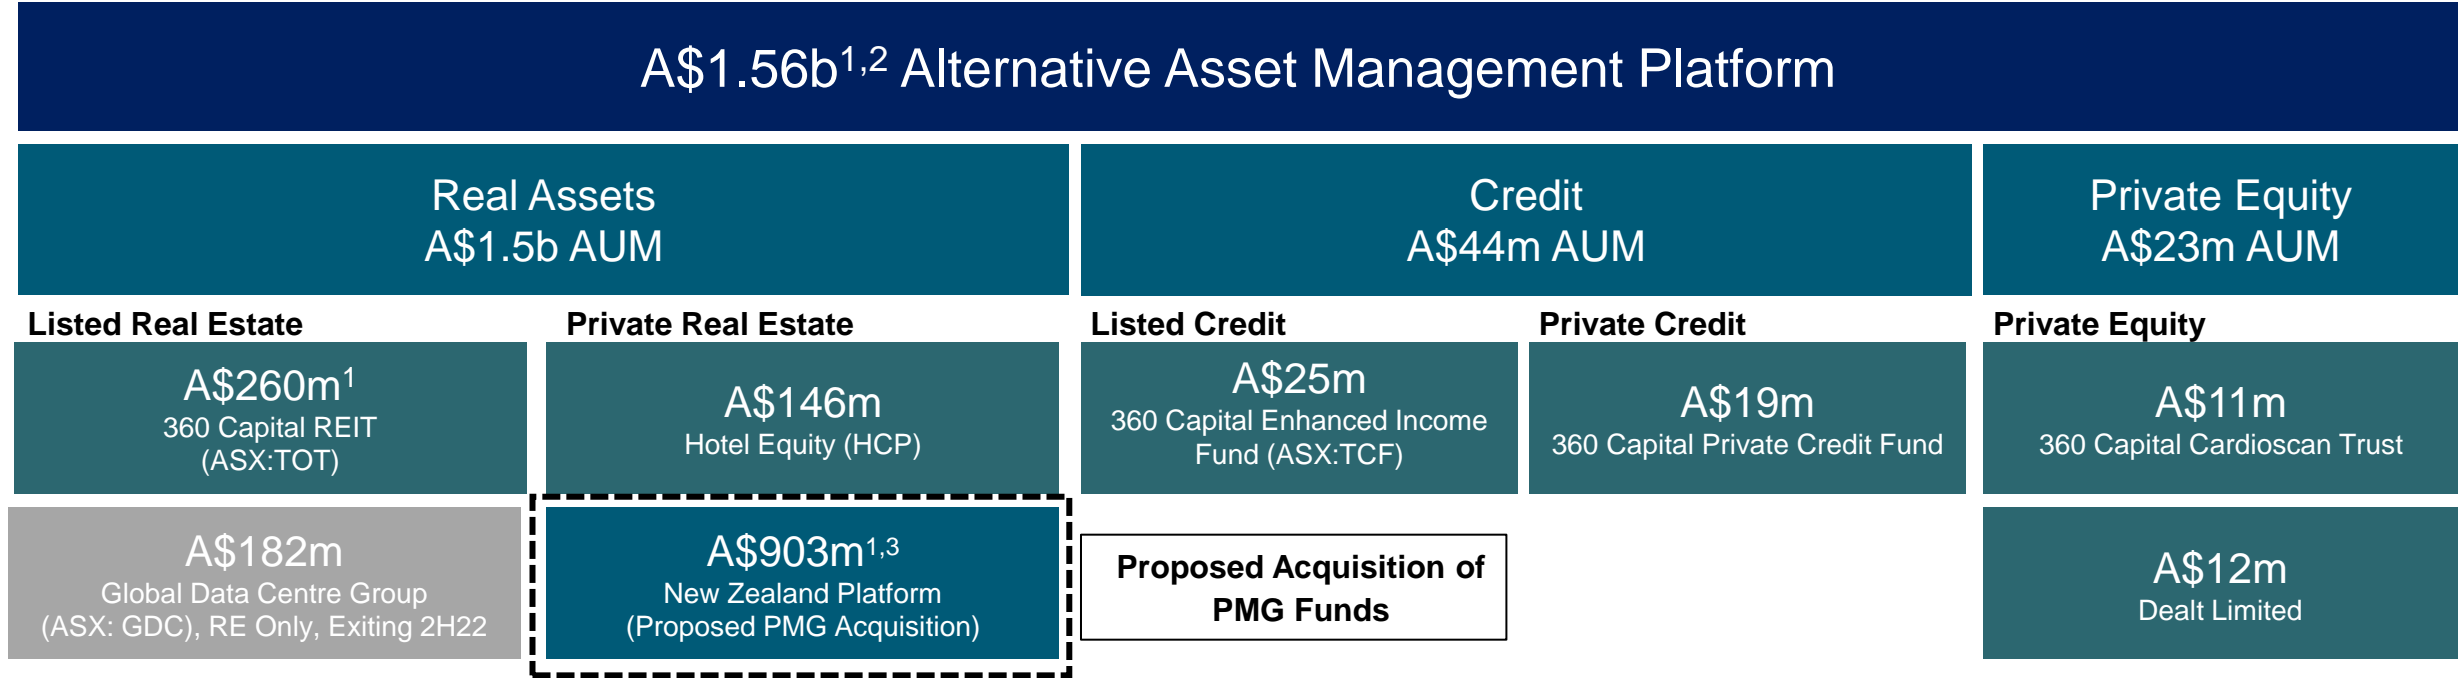 A$1.56b1,2 Alternative Asset Management Platform
Real Assets
A$1.5b AUM
Credit
A$44m AUM
Private Equity
A$23m AUM
Listed Real Estate
Private Real Estate
Listed Credit
Private Credit
Private Equity
A$260m1
360 Capital REIT
(ASX:TOT)
A$146m
Hotel Equity (HCP)
A$25m
360 Capital Enhanced Income
Fund (ASX:TCF)
A$19m
360 Capital Private Credit Fund
A$11m
360 Capital Cardioscan Trust
A$182m
Global Data Centre Group
(ASX: GDC), RE Only, Exiting 2H22
A$903m1,3
New Zealand Platform
(Proposed PMG Acquisition)
Proposed Acquisition of
PMG Funds
A$12m
Dealt Limited